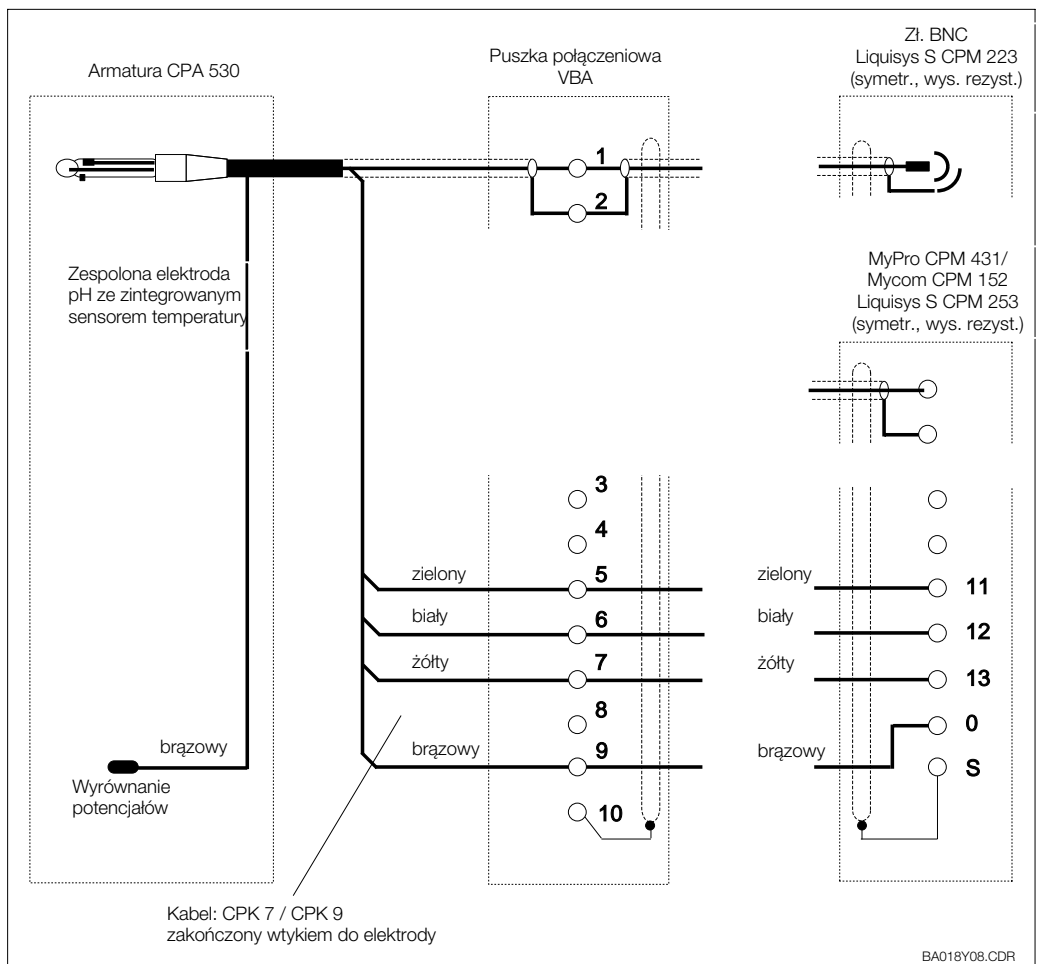 Armatura CPA 530
Puszka połączeniowa
VBA
Zł. BNC
Liquisys S CPM 223
(symetr., wys. rezyst.)
1
2
Zespolona elektroda
pH ze zintegrowanym
sensorem temperatury
MyPro CPM 431/
Mycom CPM 152
Liquisys S CPM 253
(symetr., wys. rezyst.)
3
4
zielony
5
zielony
11
biały
6
biały
12
żółty
7
żółty
13
8
0
brązowy
brązowy
9
brązowy
S
Wyrównanie
potencjałów
10
Kabel: CPK 7 / CPK 9
zakończony wtykiem do elektrody
BA018Y08.CDR